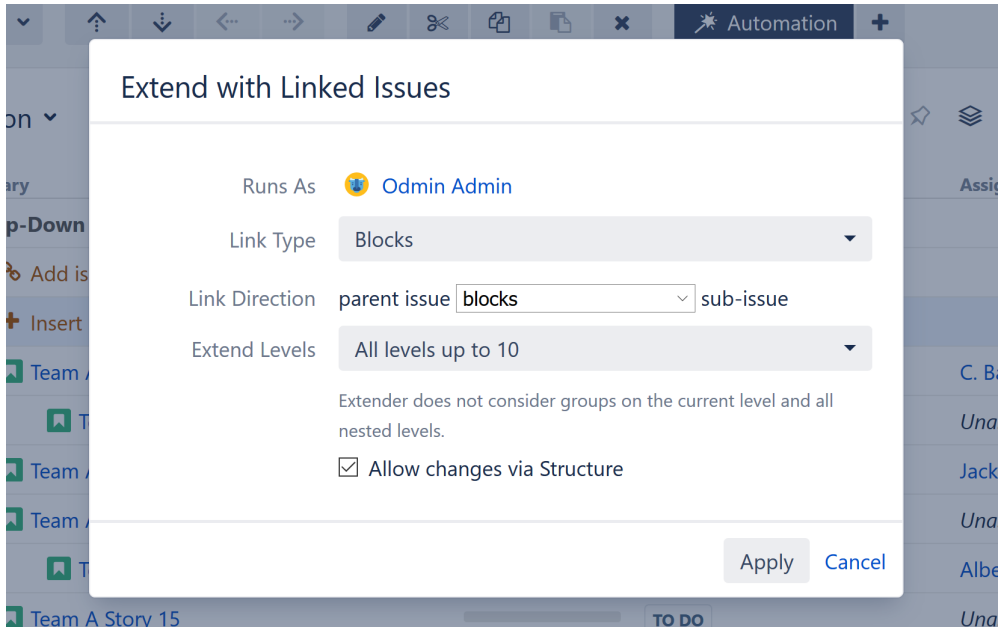 Automation
Extend with Linked Issues
on
Runs As Odmin Admin
ary
Assig
Link Type Blocks
p-Down
Add is
Link Direction parent issue blocks sub-issue
Insert
Extend Levels All levels up to 10
Team A
C. Ba
Extender does not consider groups on the current level and all
nested levels.
T
Una
Allow changes via Structure
Team A
Jack
Team A
Una
Apply Cancel
T
Albe
Team A Story 15
TO DO
Una